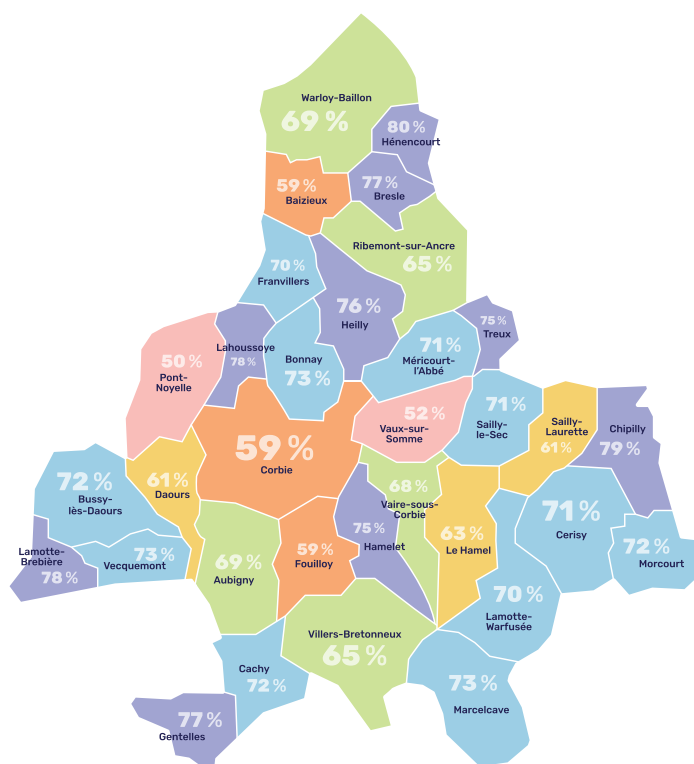 Warloy-Baillon
69 %
80 %
Hénencourt
59 %
Baizieux
77 %
Bresle
Ribemont-sur-Ancre
65 %
70 %
Franvillers
76 %
Heilly
75 %
Treux
Lahoussoye
78 %
Bonnay
73 %
71 %
Méricourt-
l'Abbé
50 %
Pont-
Noyelle
52 %
Vaux-sur-
Somme
71 %
Sailly-
le-Sec
Sailly-
Laurette
61 %
Chipilly
79 %
59 %
Corbie
61 %
Daours
72 %
Bussy-
lès-Daours
68 %
Vaire-sous-
Corbie
75 %
Hamelet
63 %
Le Hamel
71 %
Cerisy
72 %
Morcourt
Lamotte-
Brebière
78 %
73 %
Vecquemont
69 %
Aubigny
59 %
Fouilloy
70 %
Lamotte-
Warfusée
Villers-Bretonneux
65 %
Cachy
72 %
73 %
Marcelcave
77 %
Gentelles